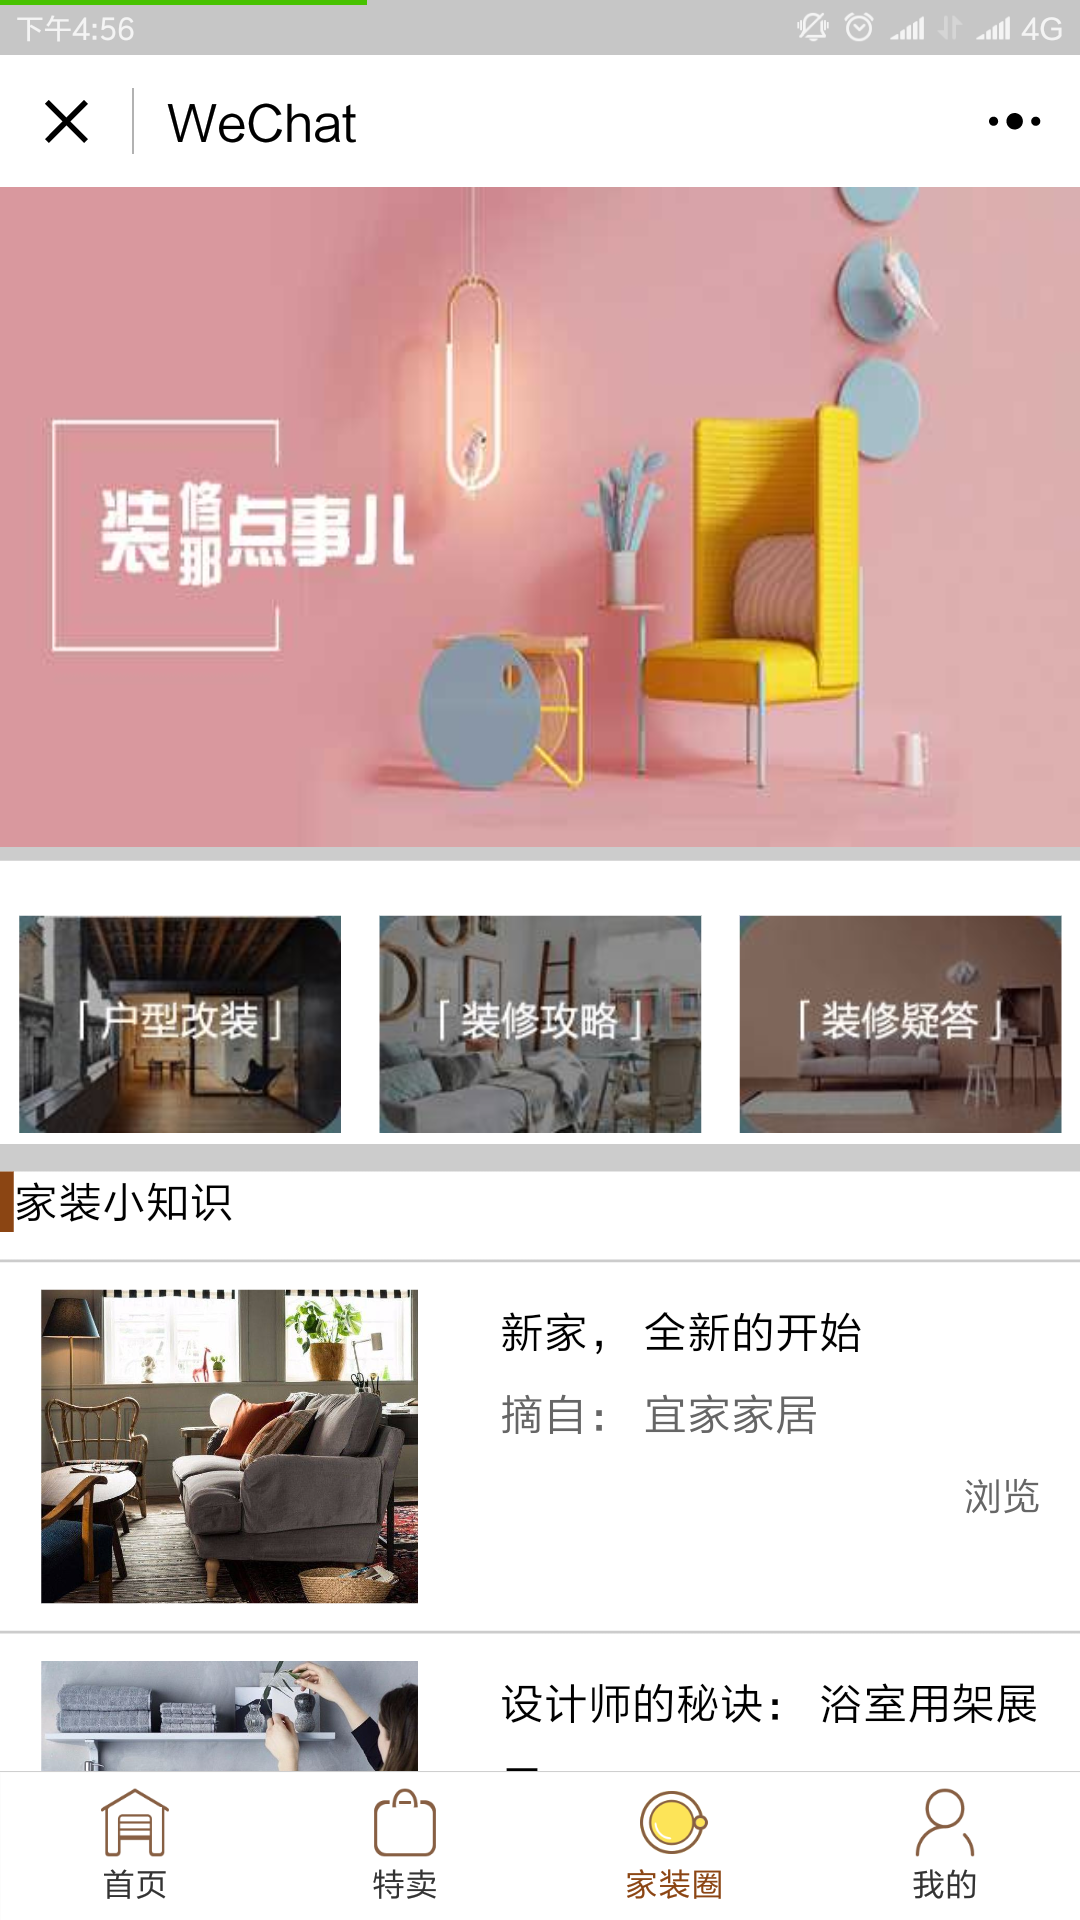 下午4:56
4G
WeChat
装修那点事儿
「户型改装」
「装修攻略」
「装修疑答」
家装小知识
新家，全新的开始
摘自：宜家家居
浏览
设计师的秘诀：浴室用架展
首页
特卖
家装圈
我的